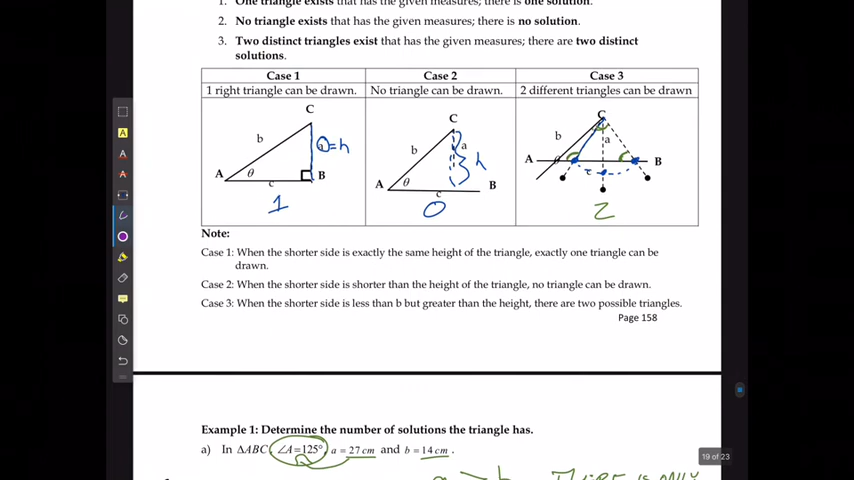 1. One triangle exists that has the given measures; there is one solution.
2. No triangle exists that has the given measures; there is no solution.
3. Two distinct triangles exist that has the given measures; there are two distinct
solutions.
Case 1 Case 2 Case 3
1 right triangle can be drawn. No triangle can be drawn. 2 different triangles can be drawn
C
b
a=h
A θ B
c
1
C
b a
h
A θ B
c
0
C
b a
A θ B
c
2
Note:
Case 1: When the shorter side is exactly the same height of the triangle, exactly one triangle can be
drawn.
Case 2: When the shorter side is shorter than the height of the triangle, no triangle can be drawn.
Case 3: When the shorter side is less than b but greater than the height, there are two possible triangles.
Page 158
Example 1: Determine the number of solutions the triangle has.
a) In ΔABC, ∠A=125°, a = 27 cm and b = 14 cm.
19 of 23
THERE IS ONLY